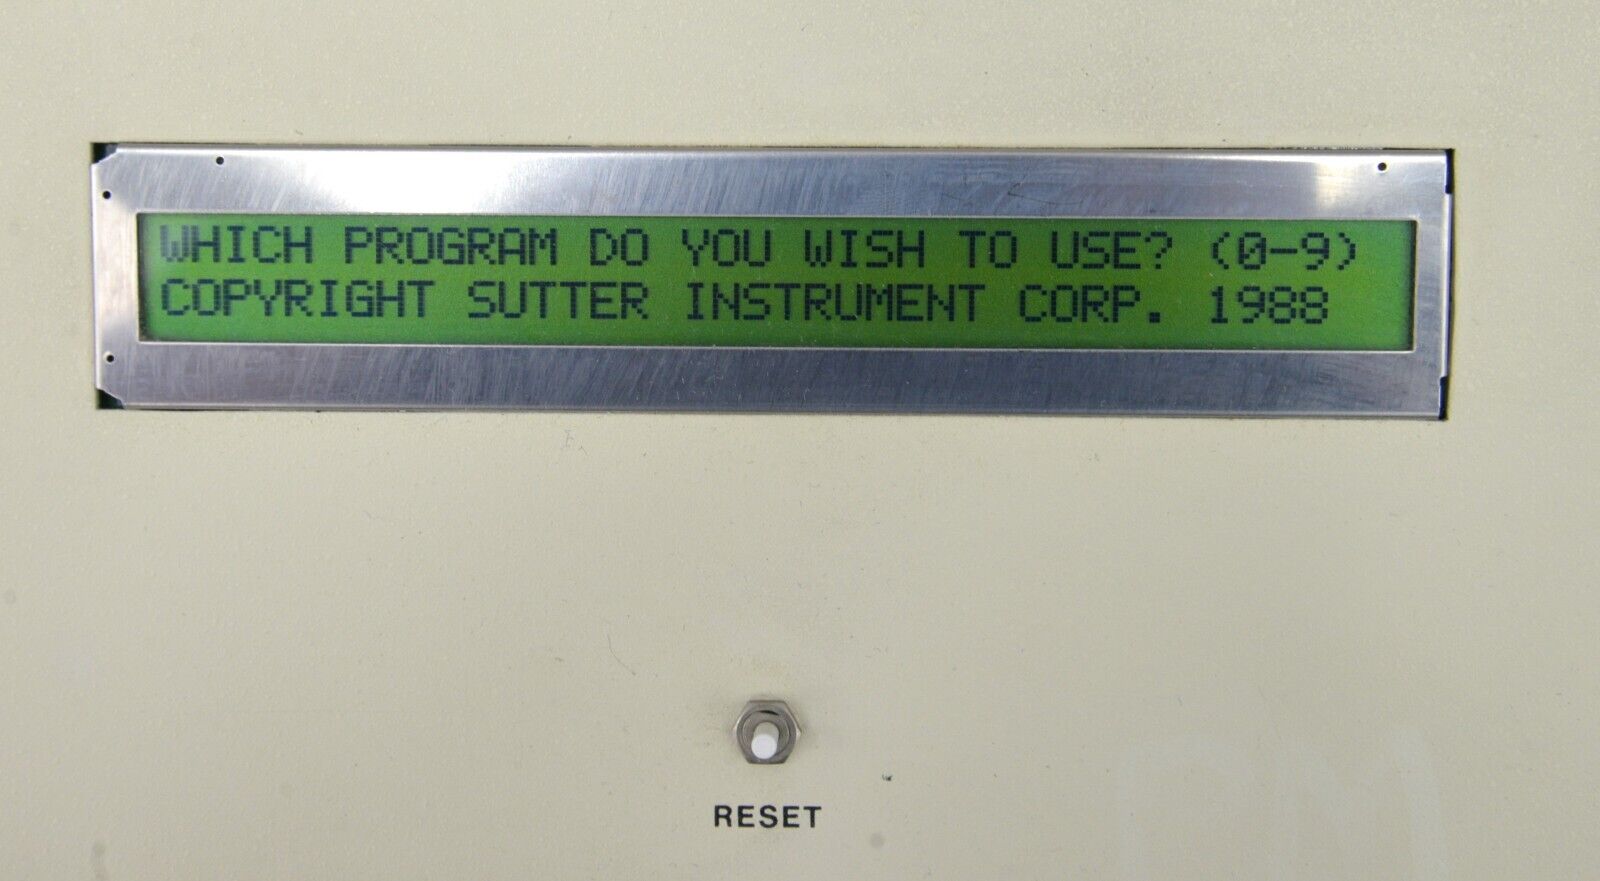 WHICH PROGRAM DO YOU WISH TO USE? (0-9)
COPYRIGHT SUTTER INSTRUMENT CORP. 1988
RESET